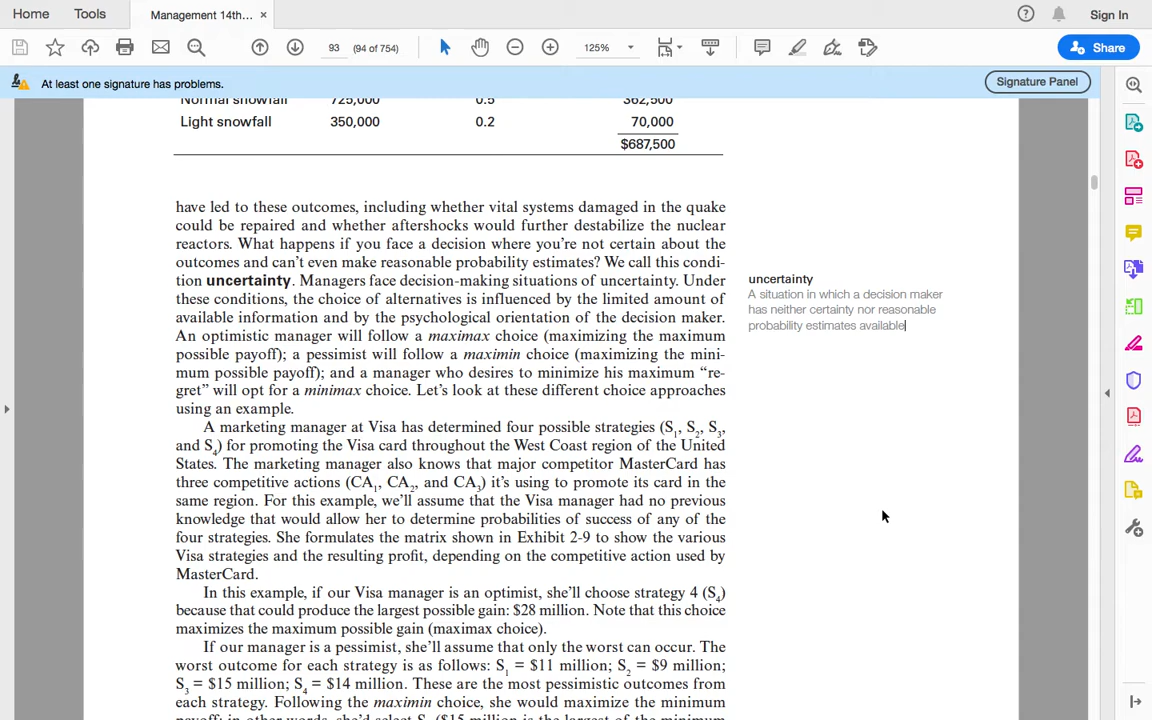 Home Tools Management 14th... ×
Sign In
93 (94 of 754) 125% Share
At least one signature has problems. Signature Panel
Normal snowfall 725,000 0.5 362,500
Light snowfall 350,000 0.2 70,000
$687,500
have led to these outcomes, including whether vital systems damaged in the quake
could be repaired and whether aftershocks would further destabilize the nuclear
reactors. What happens if you face a decision where you’re not certain about the
outcomes and can’t even make reasonable probability estimates? We call this condi-
tion uncertainty. Managers face decision-making situations of uncertainty. Under
these conditions, the choice of alternatives is influenced by the limited amount of
available information and by the psychological orientation of the decision maker.
An optimistic manager will follow a maximax choice (maximizing the maximum
possible payoff); a pessimist will follow a maximin choice (maximizing the mini-
mum possible payoff); and a manager who desires to minimize his maximum “re-
gret” will opt for a minimax choice. Let’s look at these different choice approaches
using an example.
uncertainty
A situation in which a decision maker
has neither certainty nor reasonable
probability estimates available
A marketing manager at Visa has determined four possible strategies (S₁, S₂, S₃,
and S₄) for promoting the Visa card throughout the West Coast region of the United
States. The marketing manager also knows that major competitor MasterCard has
three competitive actions (CA₁, CA₂, and CA₃) it’s using to promote its card in the
same region. For this example, we’ll assume that the Visa manager had no previous
knowledge that would allow her to determine probabilities of success of any of the
four strategies. She formulates the matrix shown in Exhibit 2-9 to show the various
Visa strategies and the resulting profit, depending on the competitive action used by
MasterCard.
In this example, if our Visa manager is an optimist, she’ll choose strategy 4 (S₄)
because that could produce the largest possible gain: $28 million. Note that this choice
maximizes the maximum possible gain (maximax choice).
If our manager is a pessimist, she’ll assume that only the worst can occur. The
worst outcome for each strategy is as follows: S₁ = $11 million; S₂ = $9 million;
S₃ = $15 million; S₄ = $14 million. These are the most pessimistic outcomes from
each strategy. Following the maximin choice, she would maximize the minimum
payoff; in other words, she’d select S₃ ($15 million is the largest of the minimum